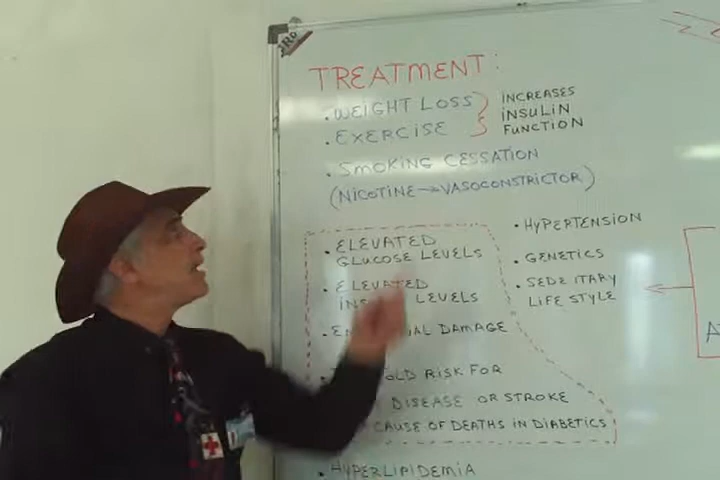 TREATMENT:
• WEIGHT LOSS
• EXERCISE
INCREASES
INSULIN
FUNCTION
• SMOKING CESSATION
(NICOTINE → VASOCONSTRICTOR)
• ELEVATED
GLUCOSE LEVELS
• ELEVATED
LEVELS
DAMAGE
RISK FOR
DISEASE OR STROKE
CAUSE OF DEATHS IN DIABETICS
• HYPERTENSION
• GENETICS
• SEDEITARY
LIFE STYLE
• HYPERLIPIDEMIA